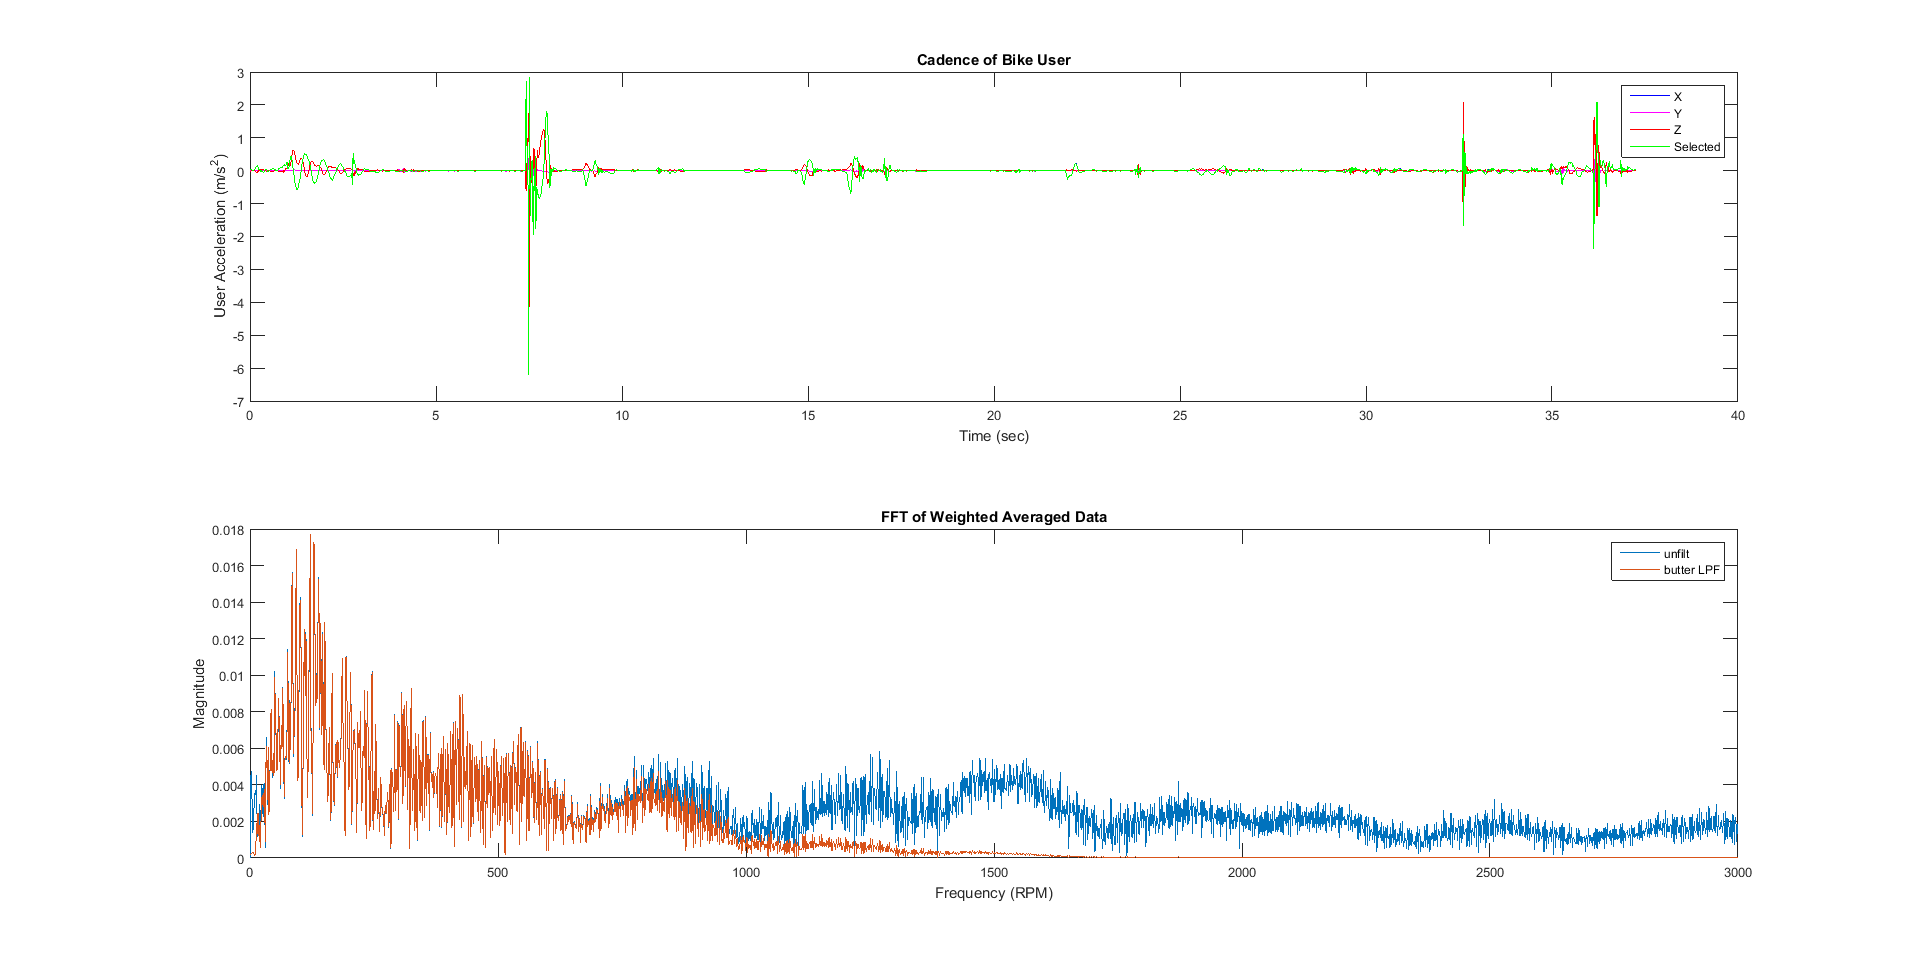 Cadence of Bike User
3
2
1
0
-1
-2
-3
-4
-5
-6
-7
User Acceleration (m/s²)
X
Y
Z
Selected
0 5 10 15 20 25 30 35 40
Time (sec)
FFT of Weighted Averaged Data
0.018
0.016
0.014
0.012
0.01
0.008
0.006
0.004
0.002
0
Magnitude
unfilt
butter LPF
0 500 1000 1500 2000 2500 3000
Frequency (RPM)